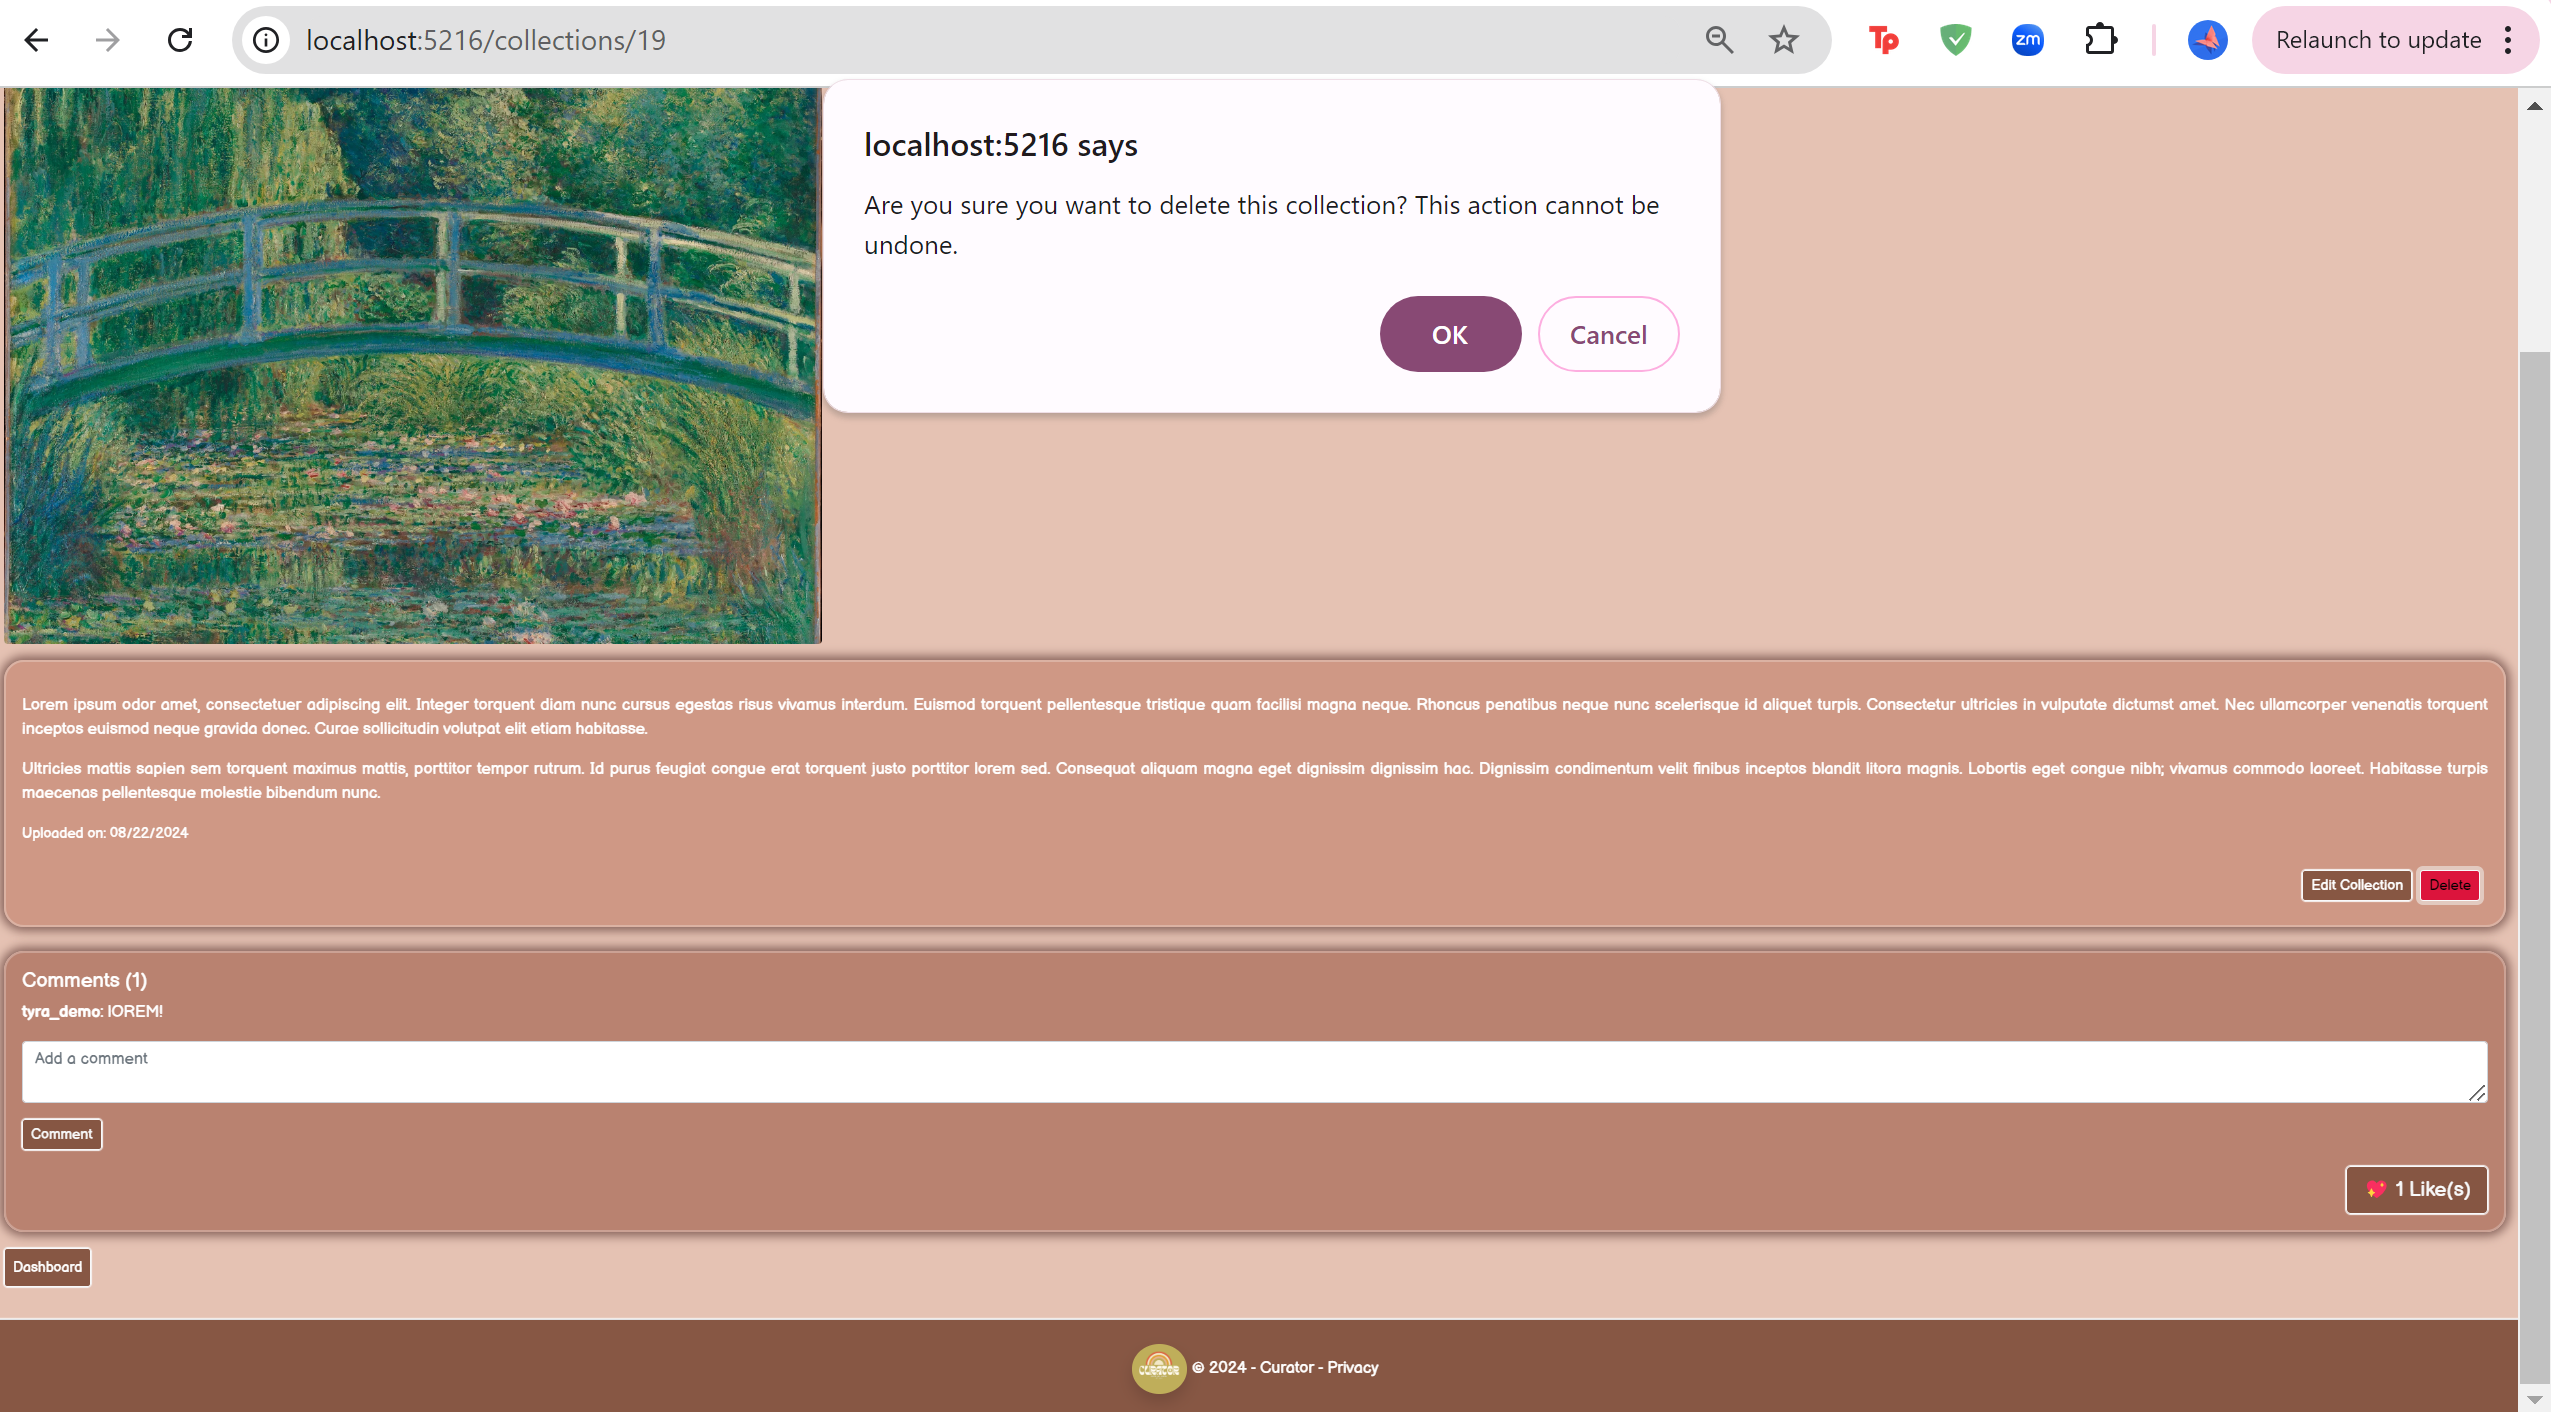 localhost:5216/collections/19
Tp
zm
Relaunch to update
localhost:5216 says
Are you sure you want to delete this collection? This action cannot be
undone.
OK
Cancel
Lorem ipsum odor amet, consectetuer adipiscing elit. Integer torquent diam nunc cursus egestas risus vivamus interdum. Euismod torquent pellentesque tristique quam facilisi magna neque. Rhoncus penatibus neque nunc scelerisque id aliquet turpis. Consectetur ultricies in vulputate dictumst amet. Nec ullamcorper venenatis torquent
inceptos euismod neque gravida donec. Curae sollicitudin volutpat elit etiam habitasse.
Ultricies mattis sapien sem torquent maximus mattis, porttitor tempor rutrum. Id purus feugiat congue erat torquent justo porttitor lorem sed. Consequat aliquam magna eget dignissim dignissim hac. Dignissim condimentum velit finibus inceptos blandit litora magnis. Lobortis eget congue nibh; vivamus commodo laoreet. Habitasse turpis
maecenas pellentesque molestie bibendum nunc.
Uploaded on: 08/22/2024
Edit Collection
Delete
Comments (1)
tyra_demo: lOREM!
Add a comment
Comment
💖 1 Like(s)
Dashboard
CURATOR
© 2024 - Curator - Privacy